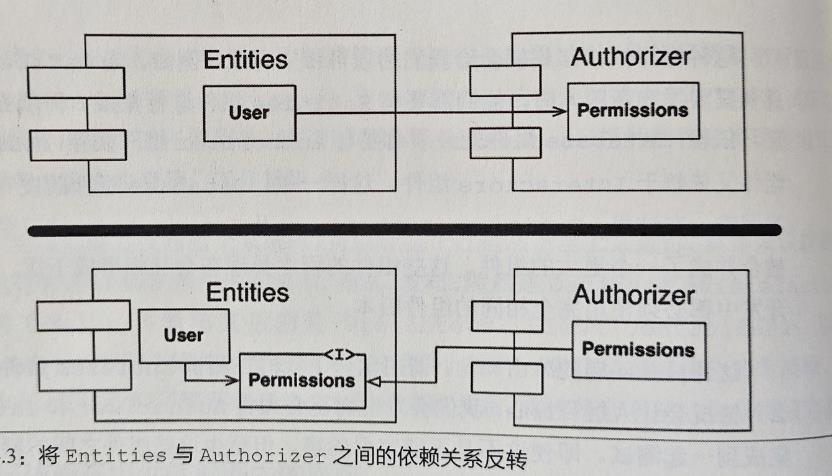 Entities
Authorizer
User
Permissions
Entities
Authorizer
User
<I>
Permissions
Permissions
.3：将 Entities 与 Authorizer 之间的依赖关系反转